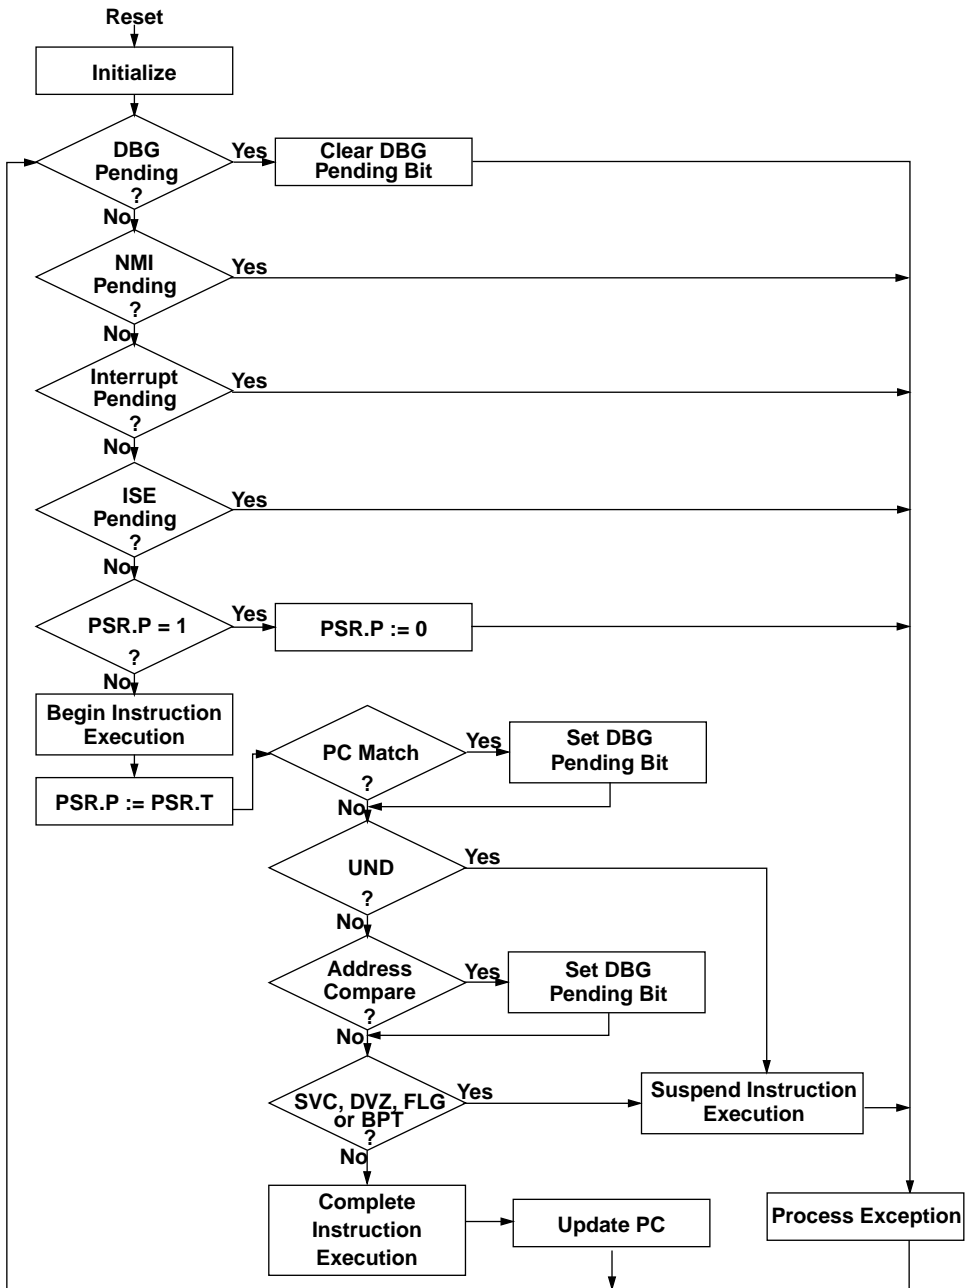 Reset
Initialize
DBG
Pending
?
Yes
Clear DBG
Pending Bit
No
NMI
Pending
?
Yes
No
Interrupt
Pending
?
Yes
No
ISE
Pending
?
Yes
No
PSR.P = 1
?
Yes
PSR.P := 0
No
Begin Instruction
Execution
PSR.P := PSR.T
PC Match
?
Yes
Set DBG
Pending Bit
No
UND
?
Yes
No
Address
Compare
?
Yes
Set DBG
Pending Bit
No
SVC, DVZ, FLG
or BPT
?
Yes
Suspend Instruction
Execution
No
Complete
Instruction
Execution
Update PC
Process Exception